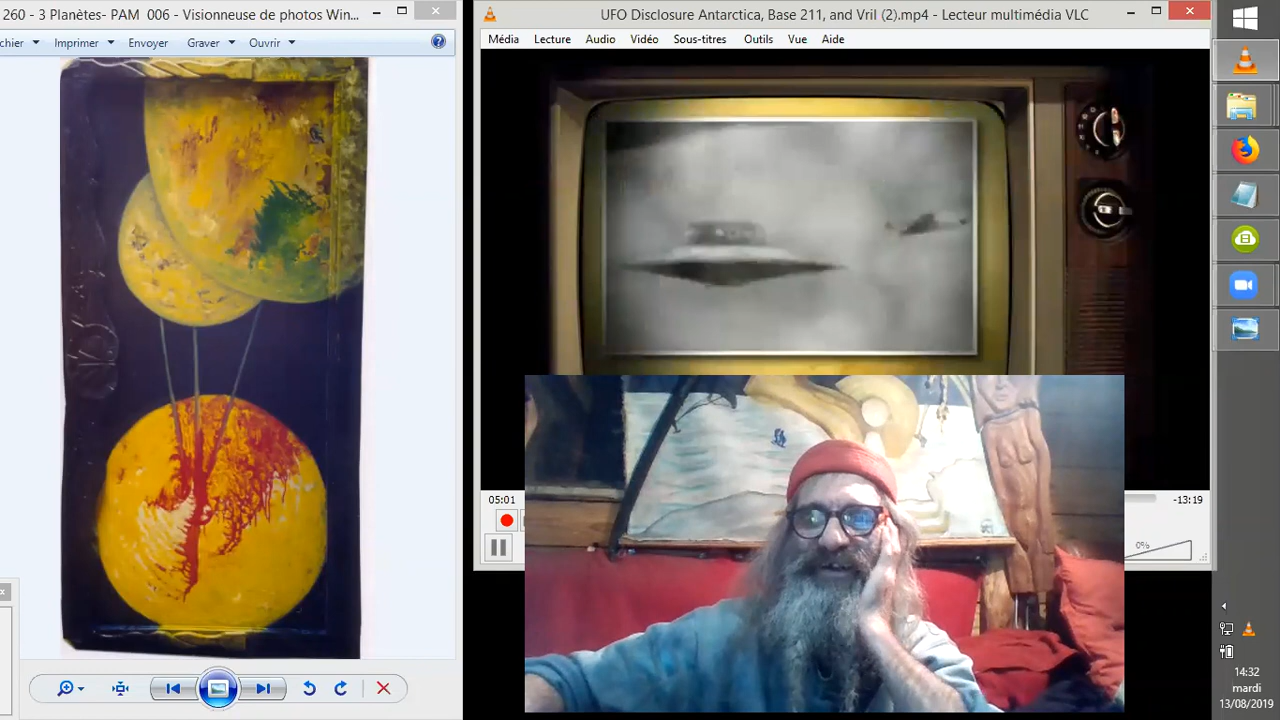 260 - 3 Planètes- PAM 006 - Visionneuse de photos Win...
chier Imprimer Envoyer Graver Ouvrir
UFO Disclosure Antarctica, Base 211, and Vril (2).mp4 - Lecteur multimédia VLC
Média Lecture Audio Vidéo Sous-titres Outils Vue Aide
05:01
-13:19
0%
14:32
mardi
13/08/2019